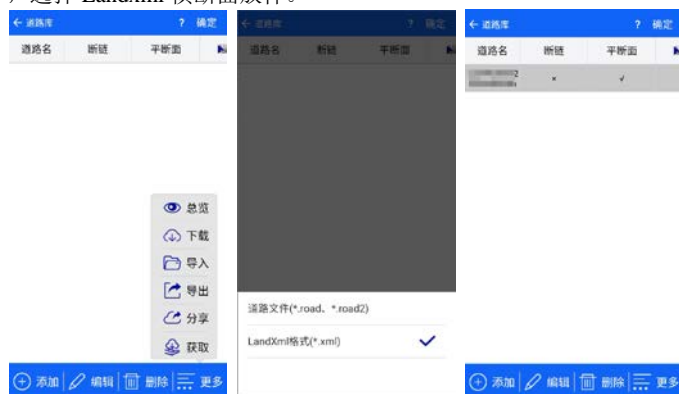 选择 LandXml 横断面放样。
← 道路库 ? 确定
道路名 断链 平断面
总览
下载
导入
导出
分享
获取
添加 编辑 删除 更多
← 道路库 ? 确定
道路名 断链 平断面
道路文件(*.road、*.road2)
LandXml格式(*.xml)
← 道路库 ? 确定
道路名 断链 平断面
2 × √
添加 编辑 删除 更多